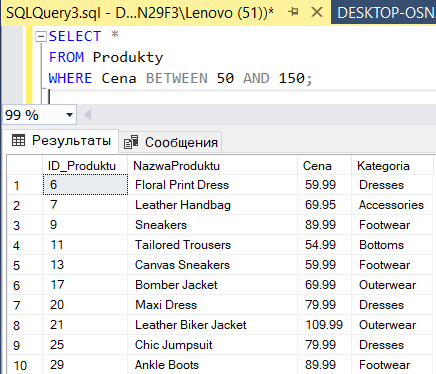 SQLQuery3.sql - D...N29F3\Lenovo (51))* DESKTOP-OSN
SELECT *
FROM Produkty
WHERE Cena BETWEEN 50 AND 150;
99 %
Результаты Сообщения
ID_Produktu NazwaProduktu Cena Kategoria
1 6 Floral Print Dress 59.99 Dresses
2 7 Leather Handbag 69.95 Accessories
3 9 Sneakers 89.99 Footwear
4 11 Tailored Trousers 54.99 Bottoms
5 13 Canvas Sneakers 59.99 Footwear
6 17 Bomber Jacket 69.99 Outerwear
7 20 Maxi Dress 79.99 Dresses
8 21 Leather Biker Jacket 109.99 Outerwear
9 25 Chic Jumpsuit 79.99 Dresses
10 29 Ankle Boots 89.99 Footwear